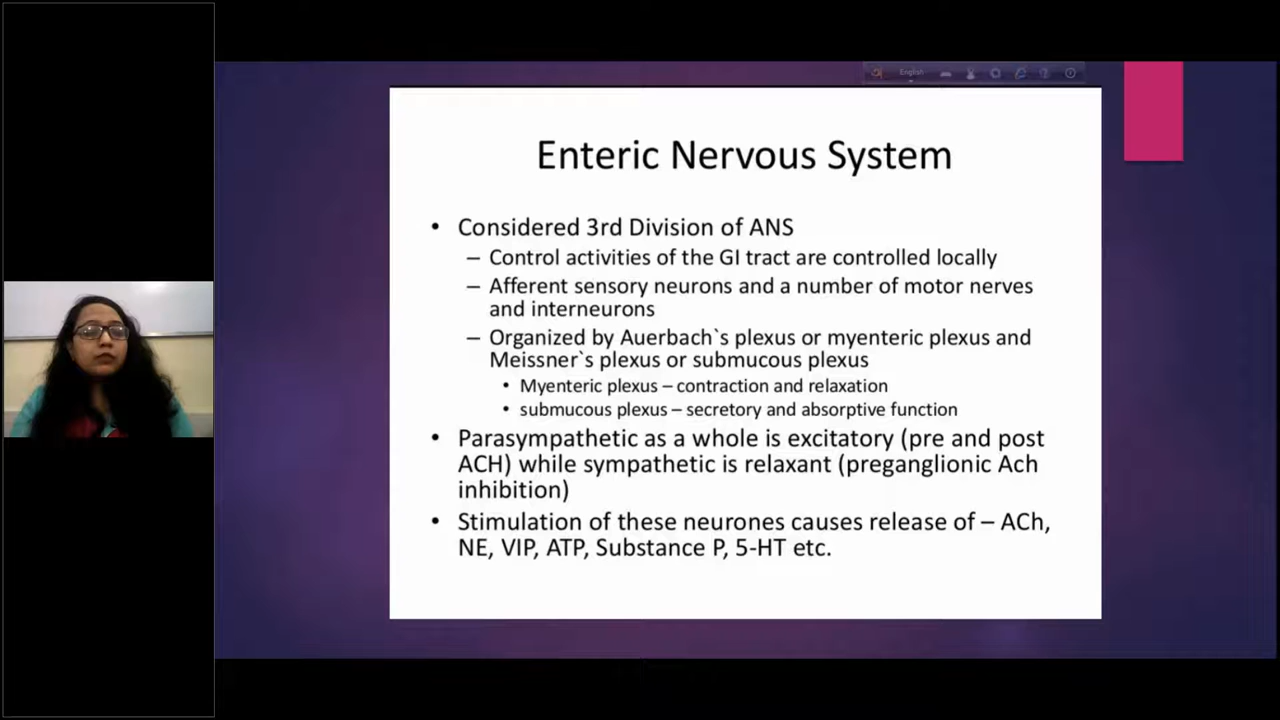 English
Enteric Nervous System
• Considered 3rd Division of ANS
– Control activities of the GI tract are controlled locally
– Afferent sensory neurons and a number of motor nerves
and interneurons
– Organized by Auerbach`s plexus or myenteric plexus and
Meissner`s plexus or submucous plexus
• Myenteric plexus – contraction and relaxation
• submucous plexus – secretory and absorptive function
• Parasympathetic as a whole is excitatory (pre and post
ACH) while sympathetic is relaxant (preganglionic Ach
inhibition)
• Stimulation of these neurones causes release of – ACh,
NE, VIP, ATP, Substance P, 5-HT etc.